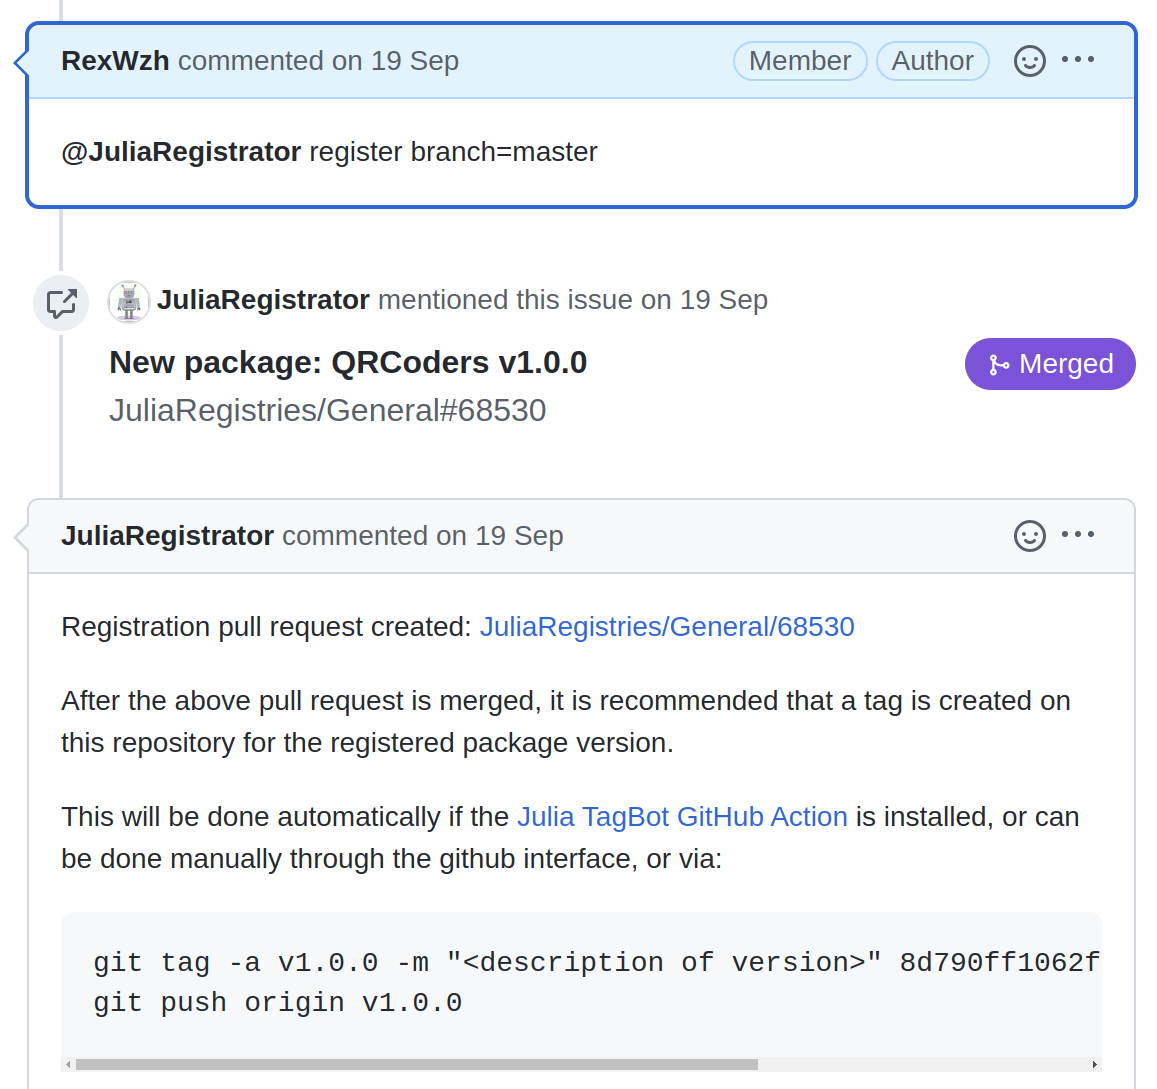 RexWzh commented on 19 Sep Member Author
@JuliaRegistrator register branch=master
JuliaRegistrator mentioned this issue on 19 Sep
New package: QRCoders v1.0.0 Merged
JuliaRegistries/General#68530
JuliaRegistrator commented on 19 Sep
Registration pull request created: JuliaRegistries/General/68530
After the above pull request is merged, it is recommended that a tag is created on
this repository for the registered package version.
This will be done automatically if the Julia TagBot GitHub Action is installed, or can
be done manually through the github interface, or via:
git tag -a v1.0.0 -m "<description of version>" 8d790ff1062f
git push origin v1.0.0